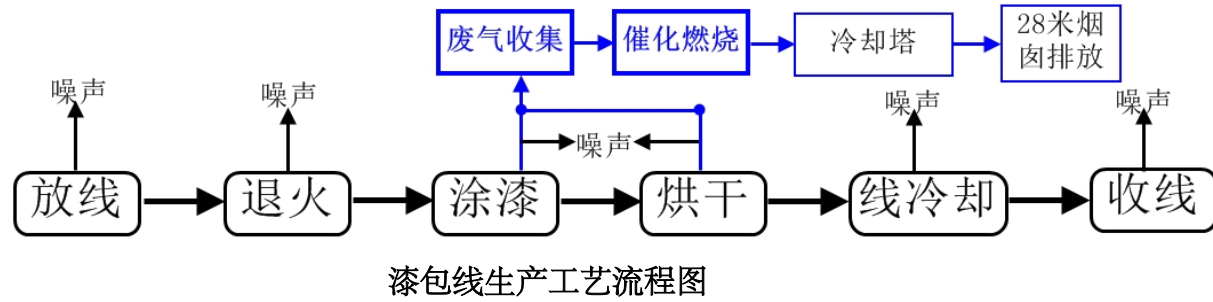 废气收集
催化燃烧
冷却塔
28米烟
囱排放
噪声
噪声
噪声
噪声
噪声
放线
退火
涂漆
烘干
线冷却
收线
漆包线生产工艺流程图